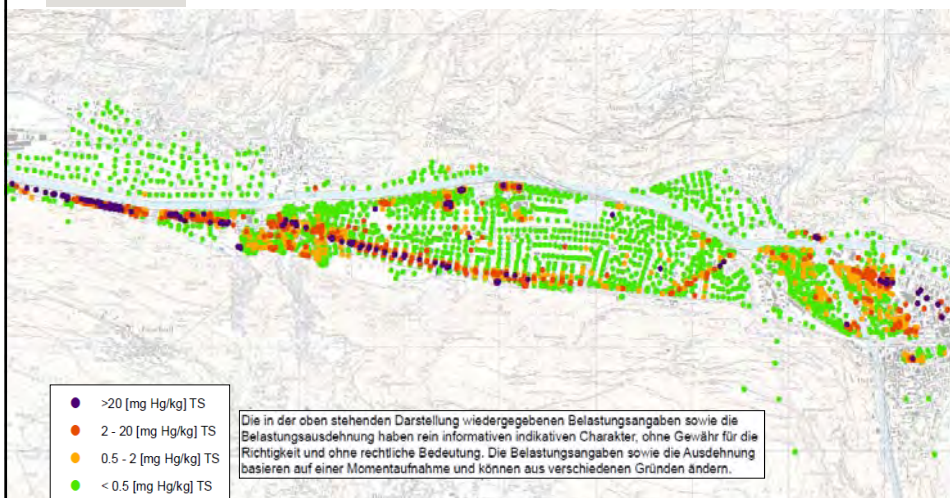 >20 [mg Hg/kg] TS
2 - 20 [mg Hg/kg] TS
0.5 - 2 [mg Hg/kg] TS
< 0.5 [mg Hg/kg] TS
Die in der oben stehenden Darstellung wiedergegebenen Belastungsangaben sowie die
Belastungsausdehnung haben rein informativen indikativen Charakter, ohne Gewähr für die
Richtigkeit und ohne rechtliche Bedeutung. Die Belastungsangaben sowie die Ausdehnung
basieren auf einer Momentaufnahme und können aus verschiedenen Gründen ändern.